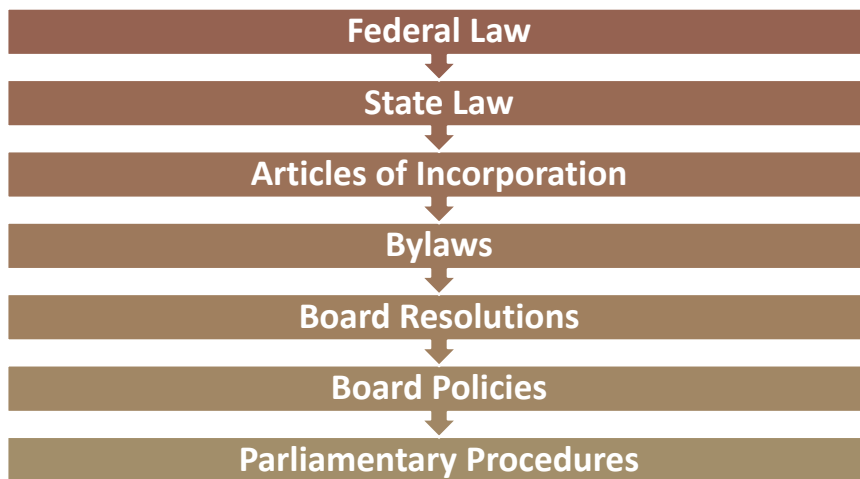 Federal Law
State Law
Articles of Incorporation
Bylaws
Board Resolutions
Board Policies
Parliamentary Procedures